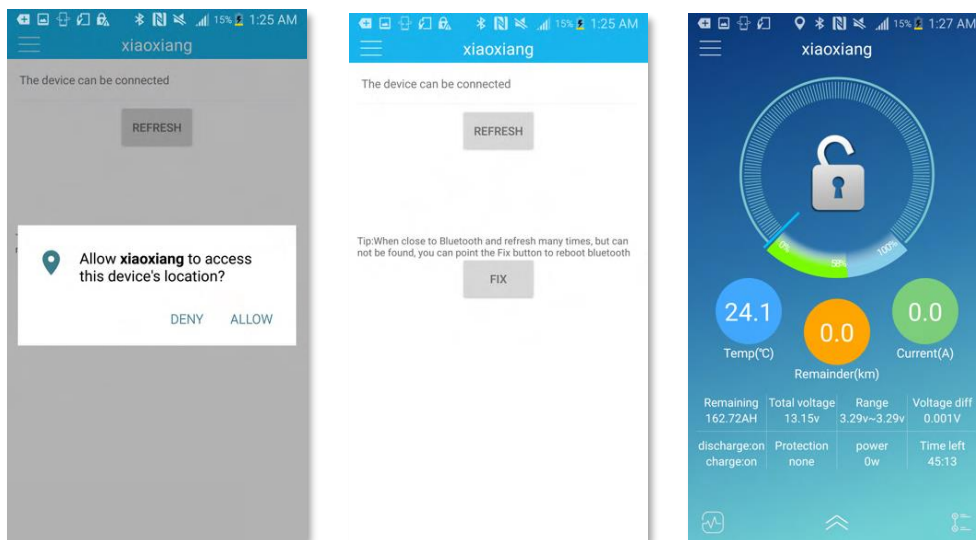 15% 1:25 AM
xiaoxiang
The device can be connected
REFRESH
Allow xiaoxiang to access
this device's location?
DENY ALLOW
15% 1:25 AM
xiaoxiang
The device can be connected
REFRESH
Tip:When close to Bluetooth and refresh many times, but can
not be found, you can point the Fix button to reboot bluetooth
FIX
15% 1:27 AM
xiaoxiang
0% 58% 100%
24.1
Temp(℃)
0.0
Remainder(km)
0.0
Current(A)
Remaining Total voltage Range Voltage diff
162.72AH 13.15v 3.29v~3.29v 0.001V
discharge:on Protection power Time left
charge:on none 0w 45:13